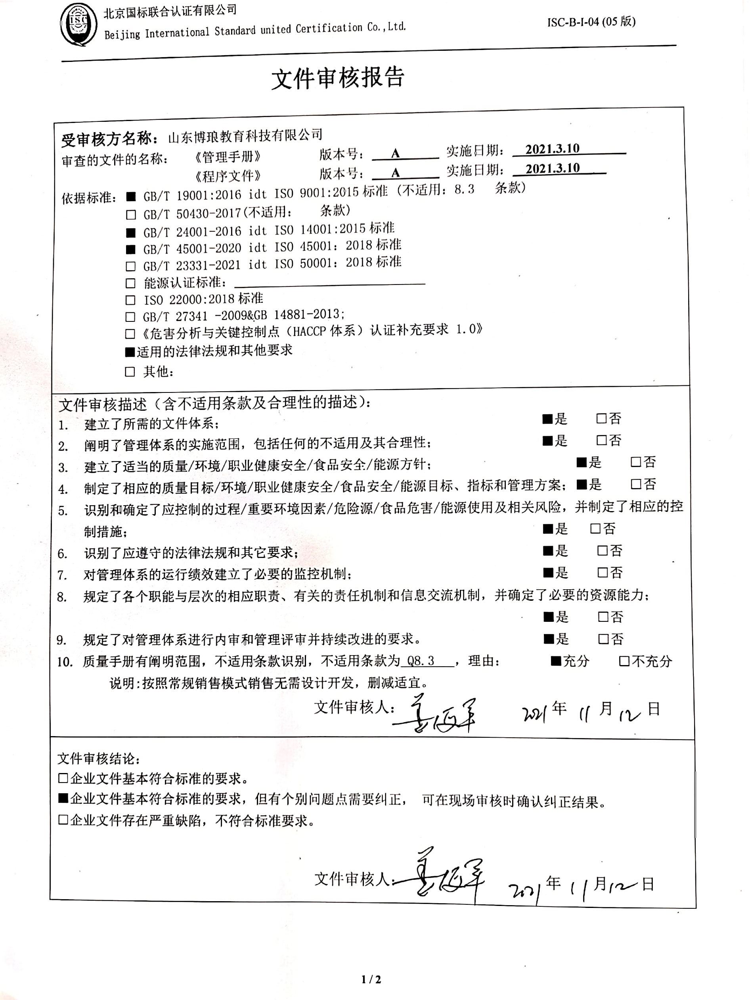 ISC
北京国标联合认证有限公司
Beijing International Standard united Certification Co.,Ltd.
ISC-B-I-04 (05 版)
文件审核报告
受审核方名称：山东博琅教育科技有限公司
审查的文件的名称： 《管理手册》 版本号： A 实施日期： 2021.3.10
《程序文件》 版本号： A 实施日期： 2021.3.10
依据标准：■ GB/T 19001:2016 idt ISO 9001:2015 标准（不适用：8.3 条款）
□ GB/T 50430-2017(不适用： 条款）
■ GB/T 24001-2016 idt ISO 14001:2015 标准
■ GB/T 45001-2020 idt ISO 45001：2018 标准
□ GB/T 23331-2021 idt ISO 50001：2018 标准
□ 能源认证标准：
□ ISO 22000:2018 标准
□ GB/T 27341 -2009&GB 14881-2013;
□《危害分析与关键控制点（HACCP 体系）认证补充要求 1.0》
■适用的法律法规和其他要求
□ 其他：
文件审核描述（含不适用条款及合理性的描述）：
1. 建立了所需的文件体系； ■是 □否
2. 阐明了管理体系的实施范围，包括任何的不适用及其合理性； ■是 □否
3. 建立了适当的质量/环境/职业健康安全/食品安全/能源方针； ■是 □否
4. 制定了相应的质量目标/环境/职业健康安全/食品安全/能源目标、指标和管理方案； ■是 □否
5. 识别和确定了应控制的过程/重要环境因素/危险源/食品危害/能源使用及相关风险，并制定了相应的控
制措施； ■是 □否
6. 识别了应遵守的法律法规和其它要求； ■是 □否
7. 对管理体系的运行绩效建立了必要的监控机制； ■是 □否
8. 规定了各个职能与层次的相应职责、有关的责任机制和信息交流机制，并确定了必要的资源能力；
■是 □否
9. 规定了对管理体系进行内审和管理评审并持续改进的要求。 ■是 □否
10. 质量手册有阐明范围，不适用条款识别，不适用条款为 Q8.3 ，理由： ■充分 □不充分
说明:按照常规销售模式销售无需设计开发，删减适宜。
文件审核人： 2021 年 11 月 12 日
文件审核结论：
□企业文件基本符合标准的要求。
■企业文件基本符合标准的要求，但有个别问题点需要纠正， 可在现场审核时确认纠正结果。
□企业文件存在严重缺陷，不符合标准要求。
文件审核人： 2021 年 11 月 12 日
1 / 2